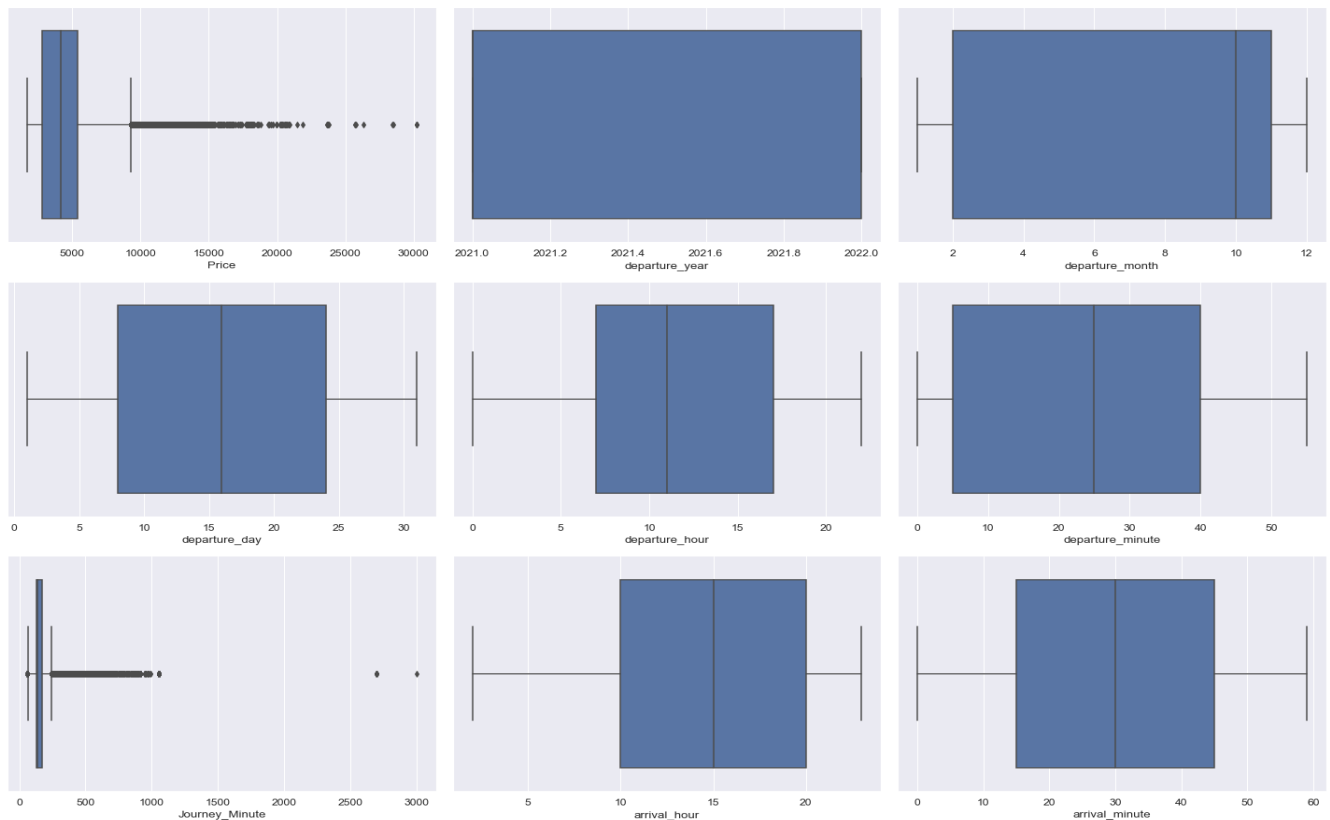 5000 10000 15000 20000 25000 30000
Price
2021.0 2021.2 2021.4 2021.6 2021.8 2022.0
departure_year
2 4 6 8 10 12
departure_month
0 5 10 15 20 25 30
departure_day
0 5 10 15 20
departure_hour
0 10 20 30 40 50
departure_minute
0 500 1000 1500 2000 2500 3000
Journey_Minute
5 10 15 20
arrival_hour
0 10 20 30 40 50 60
arrival_minute